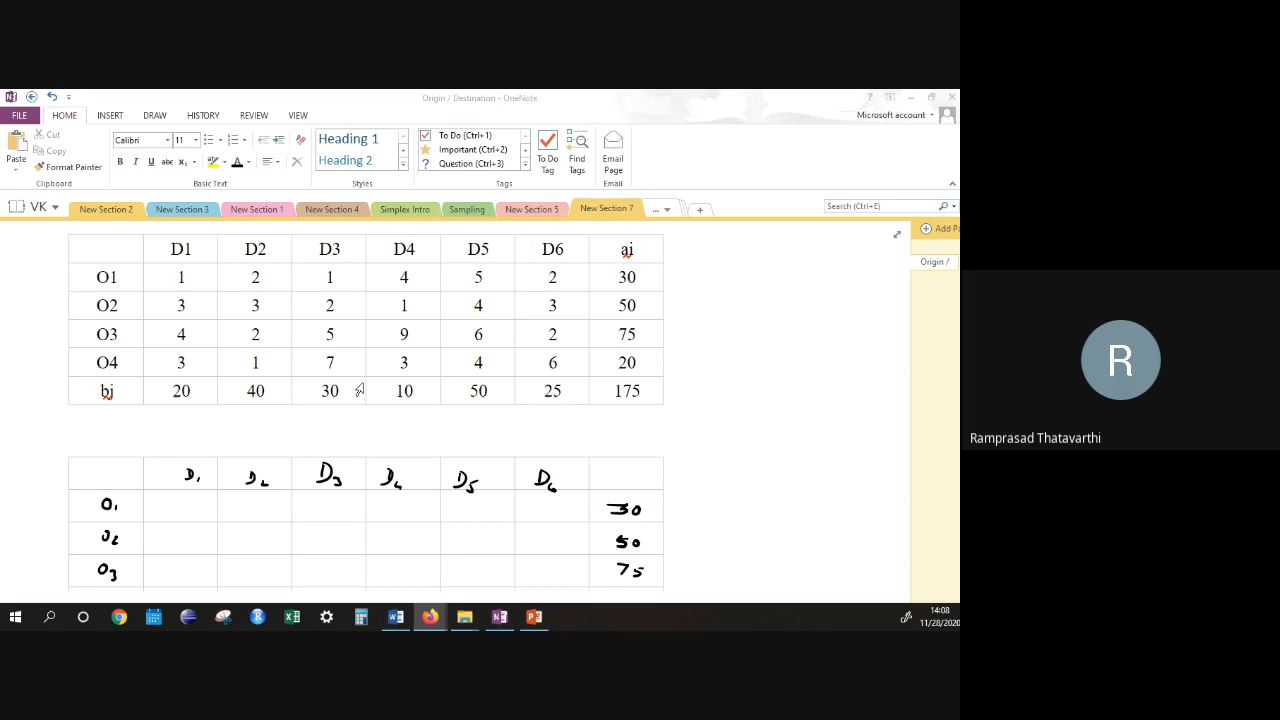 Origin / Destination - OneNote
FILE HOME INSERT DRAW HISTORY REVIEW VIEW Microsoft account
Paste Cut Copy Format Painter
Clipboard
Calibri 11
B I U abc x₂ A
Basic Text
Heading 1
Heading 2
Styles
To Do (Ctrl+1)
Important (Ctrl+2)
Question (Ctrl+3)
To Do Tag
Find Tags
Tags
Email Page
Email
VK New Section 2 New Section 3 New Section 1 New Section 4 Simplex Intro Sampling New Section 5 New Section 7 ... Search (Ctrl+E)
Add Pa
Origin /
D1 D2 D3 D4 D5 D6 ai
O1 1 2 1 4 5 2 30
O2 3 3 2 1 4 3 50
O3 4 2 5 9 6 2 75
O4 3 1 7 3 4 6 20
bj 20 40 30 10 50 25 175
D₁ D₂ D₃ D₄ D₅ D₆
O₁ 30
O₂ 50
O₃ 75
14:08
11/28/2020
R
Ramprasad Thatavarthi